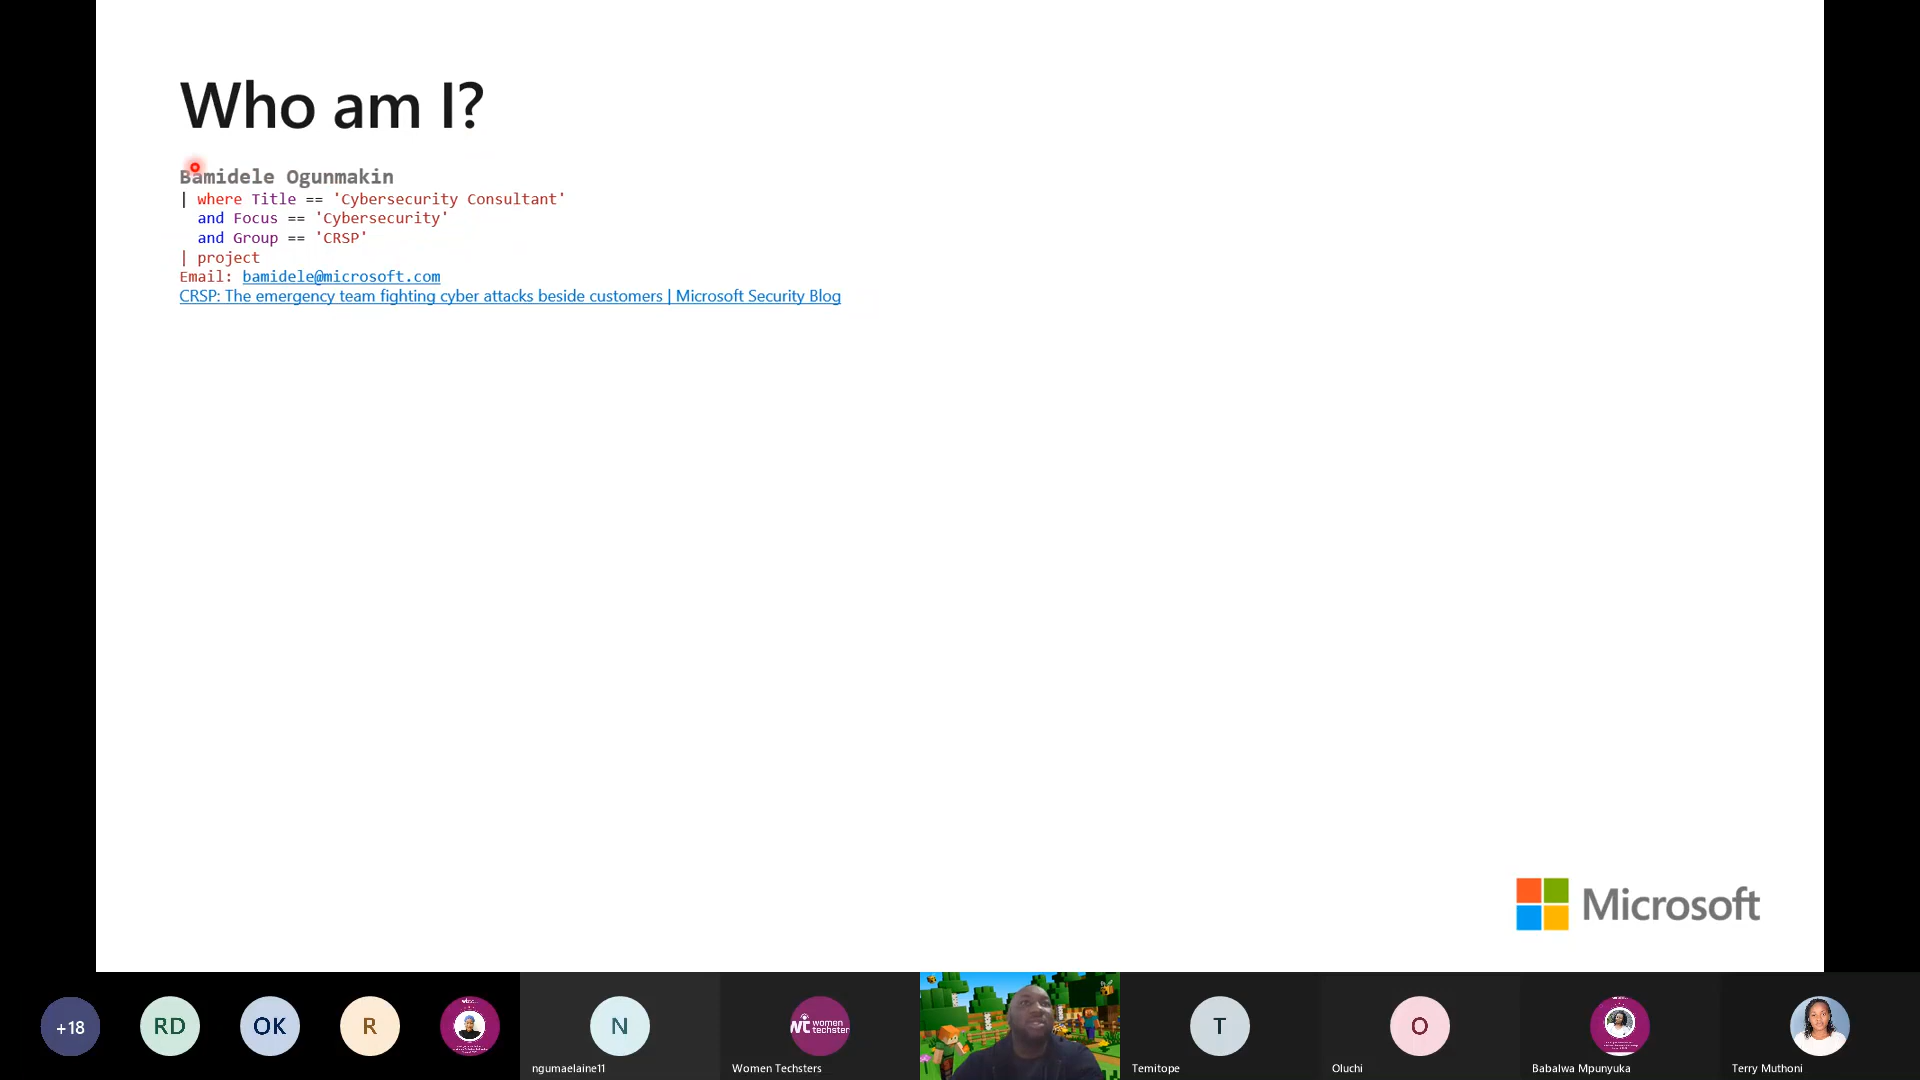 Who am I?
Bamidele Ogunmakin
| where Title == 'Cybersecurity Consultant'
and Focus == 'Cybersecurity'
and Group == 'CRSP'
| project
Email: bamidele@microsoft.com
CRSP: The emergency team fighting cyber attacks beside customers | Microsoft Security Blog
Microsoft
+18
RD
OK
R
N
women
techster
T
O
ngumaelaine11
Women Techsters
Temitope
Oluchi
Babalwa Mpunyuka
Terry Muthoni